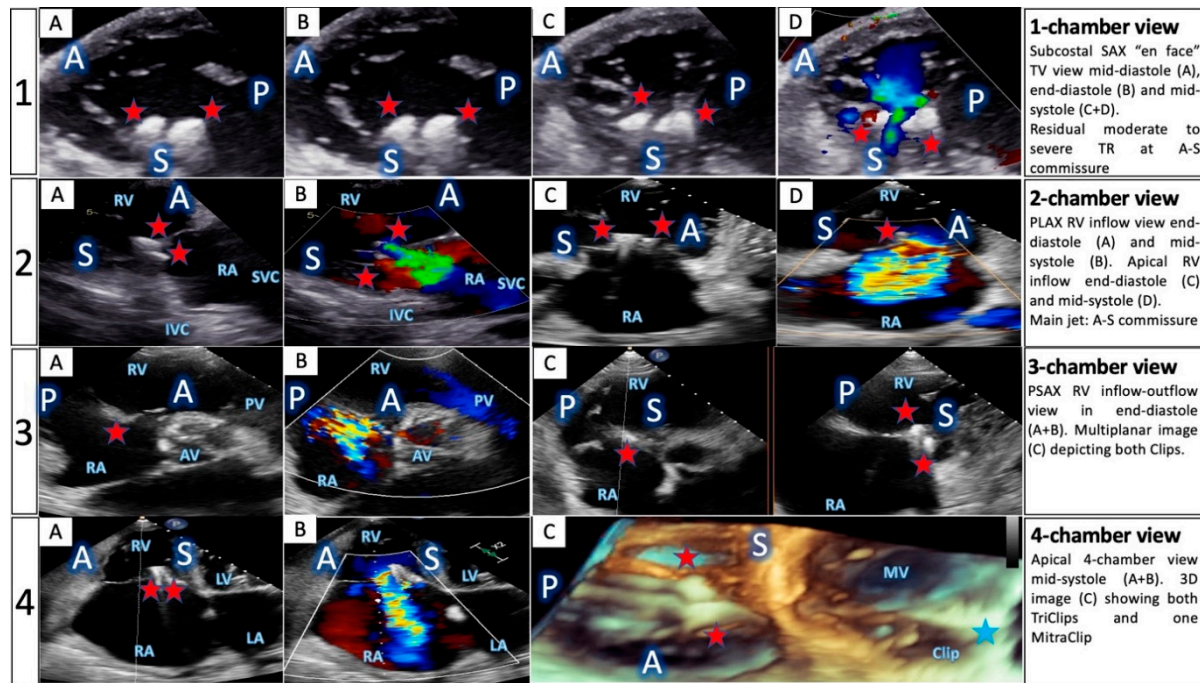 A
B
C
D
1-chamber view
A
A
A
A
P
P
P
P
S
S
S
S
1
Subcostal SAX “en face”
TV view mid-diastole (A),
end-diastole (B) and mid-
systole (C+D).
Residual moderate to
severe TR at A-S
commissure
A
B
C
D
2-chamber view
RV
A
RV
A
RV
RV
S
S
S
A
S
A
2
RA
SVC
RA
SVC
RA
RA
IVC
IVC
PLAX RV inflow view end-
diastole (A) and mid-
systole (B). Apical RV
inflow end-diastole (C)
and mid-systole (D).
Main jet: A-S commissure
A
B
C
3-chamber view
RV
RV
RV
RV
P
A
P
A
P
S
P
S
3
PV
PV
RA
AV
RA
AV
RA
RA
PSAX RV inflow-outflow
view in end-diastole
(A+B). Multiplanar image
(C) depicting both Clips.
A
B
C
4-chamber view
RV
RV
A
S
A
S
P
S
4
LV
LV
MV
RA
LA
RA
LA
A
Clip
Apical 4-chamber view
mid-systole (A+B). 3D
image (C) showing both
TriClips and one
MitraClip